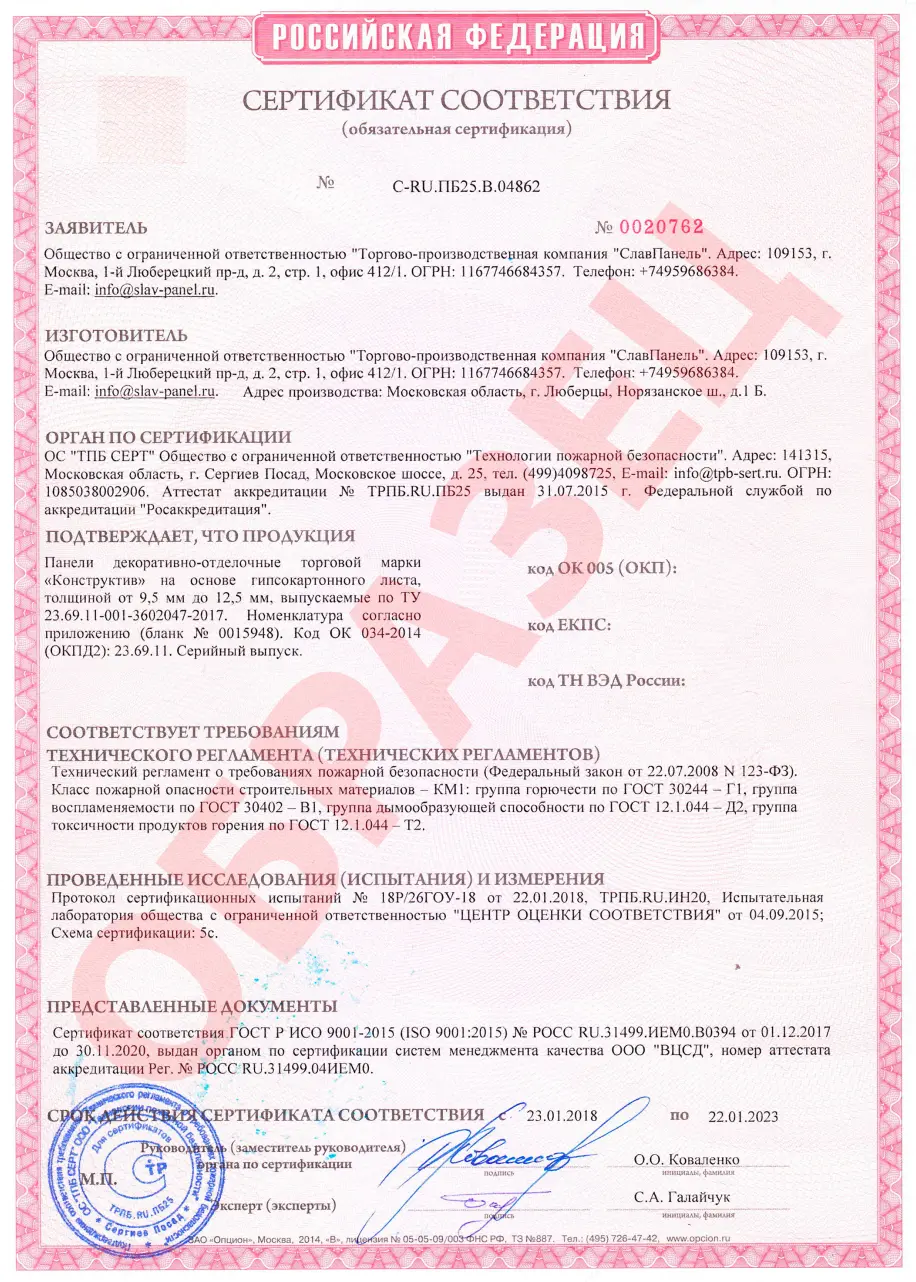 РОССИЙСКАЯ ФЕДЕРАЦИЯ
СЕРТИФИКАТ СООТВЕТСТВИЯ
(обязательная сертификация)
№ C-RU.ПБ25.В.04862
ЗАЯВИТЕЛЬ
№ 0020762
Общество с ограниченной ответственностью "Торгово-производственная компания "СлавПанель". Адрес: 109153, г.
Москва, 1-й Люберецкий пр-д, д. 2, стр. 1, офис 412/1. ОГРН: 1167746684357. Телефон: +74959686384.
E-mail: info@slav-panel.ru.
ИЗГОТОВИТЕЛЬ
Общество с ограниченной ответственностью "Торгово-производственная компания "СлавПанель". Адрес: 109153, г.
Москва, 1-й Люберецкий пр-д, д. 2, стр. 1, офис 412/1. ОГРН: 1167746684357. Телефон: +74959686384.
E-mail: info@slav-panel.ru. Адрес производства: Московская область, г. Люберцы, Норязанское ш., д.1 Б.
ОРГАН ПО СЕРТИФИКАЦИИ
ОС "ТПБ СЕРТ" Общество с ограниченной ответственностью "Технологии пожарной безопасности". Адрес: 141315,
Московская область, г. Сергиев Посад, Московское шоссе, д. 25, тел. (499)4098725, E-mail: info@tpb-sert.ru. ОГРН:
1085038002906. Аттестат аккредитации № ТРПБ.RU.ПБ25 выдан 31.07.2015 г. Федеральной службой по
аккредитации "Росаккредитация".
ПОДТВЕРЖДАЕТ, ЧТО ПРОДУКЦИЯ
Панели декоративно-отделочные торговой марки
«Конструктив» на основе гипсокартонного листа,
толщиной от 9,5 мм до 12,5 мм, выпускаемые по ТУ
23.69.11-001-3602047-2017. Номенклатура согласно
приложению (бланк № 0015948). Код ОК 034-2014
(ОКПД2): 23.69.11. Серийный выпуск.
код ОК 005 (ОКП):
код ЕКПС:
код ТН ВЭД России:
СООТВЕТСТВУЕТ ТРЕБОВАНИЯМ
ТЕХНИЧЕСКОГО РЕГЛАМЕНТА (ТЕХНИЧЕСКИХ РЕГЛАМЕНТОВ)
Технический регламент о требованиях пожарной безопасности (Федеральный закон от 22.07.2008 N 123-ФЗ).
Класс пожарной опасности строительных материалов – КМ1: группа горючести по ГОСТ 30244 – Г1, группа
воспламеняемости по ГОСТ 30402 – В1, группа дымообразующей способности по ГОСТ 12.1.044 – Д2, группа
токсичности продуктов горения по ГОСТ 12.1.044 – Т2.
ПРОВЕДЕННЫЕ ИССЛЕДОВАНИЯ (ИСПЫТАНИЯ) И ИЗМЕРЕНИЯ
Протокол сертификационных испытаний № 18Р/26ГОУ-18 от 22.01.2018, ТРПБ.RU.ИН20, Испытательная
лаборатория общества с ограниченной ответственностью "ЦЕНТР ОЦЕНКИ СООТВЕТСТВИЯ" от 04.09.2015;
Схема сертификации: 5с.
ПРЕДСТАВЛЕННЫЕ ДОКУМЕНТЫ
Сертификат соответствия ГОСТ Р ИСО 9001-2015 (ISO 9001:2015) № РОСС RU.31499.ИЕМ0.В0394 от 01.12.2017
до 30.11.2020, выдан органом по сертификации систем менеджмента качества ООО "ВЦСД", номер аттестата
аккредитации Рег. № РОСС RU.31499.04ИЕМ0.
СРОК ДЕЙСТВИЯ СЕРТИФИКАТА СООТВЕТСТВИЯ с 23.01.2018 по 22.01.2023
Руководитель (заместитель руководителя)
органа по сертификации
подпись
О.О. Коваленко
инициалы, фамилия
М.П.
Эксперт (эксперты)
подпись
С.А. Галайчук
инициалы, фамилия
ЗАО «Опцион», Москва, 2014, «В», лицензия № 05-05-09/003 ФНС РФ, ТЗ №887. Тел.: (495) 726-47-42, www.opcion.ru
ОБРАЗЕЦ
Для сертификатов
ТР
ТРПБ.RU.ПБ25
* Сергиев Посад *